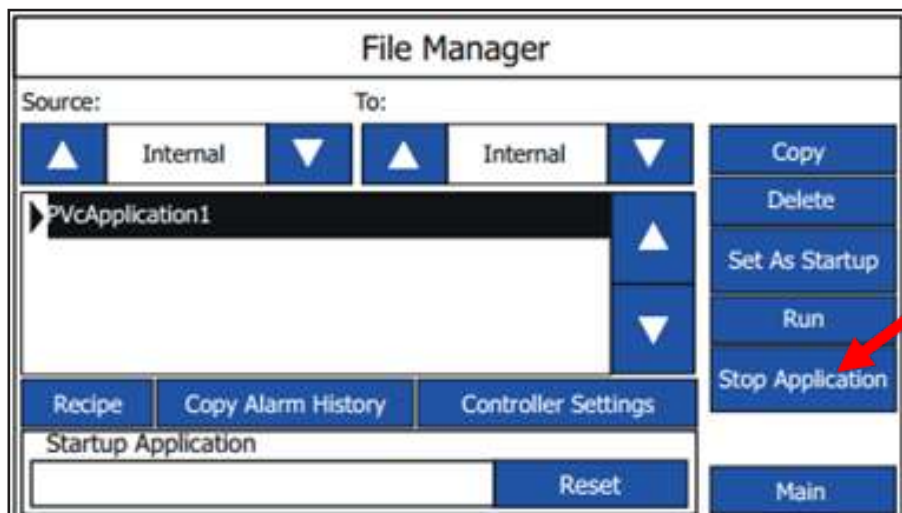 File Manager
Source: To:
Internal Internal
Copy
PVcApplication1
Delete
Set As Startup
Run
Stop Application
Recipe Copy Alarm History Controller Settings
Startup Application
Reset
Main